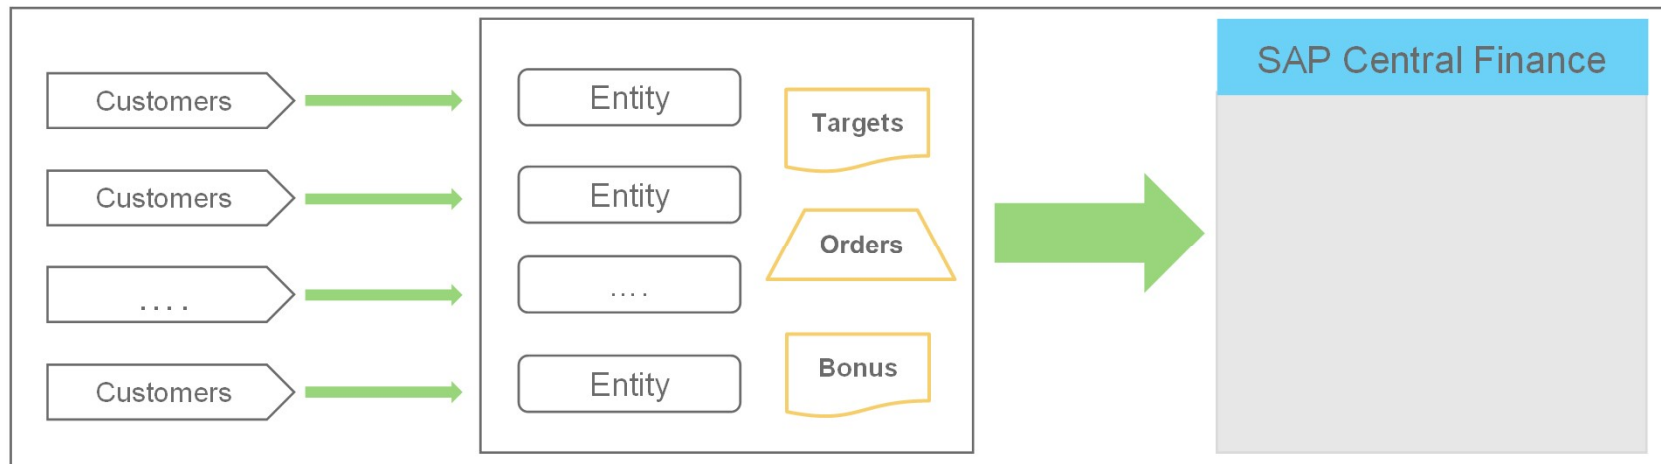 Customers
Customers
. . . .
Customers
Entity
Entity
. . . .
Entity
Targets
Orders
Bonus
SAP Central Finance